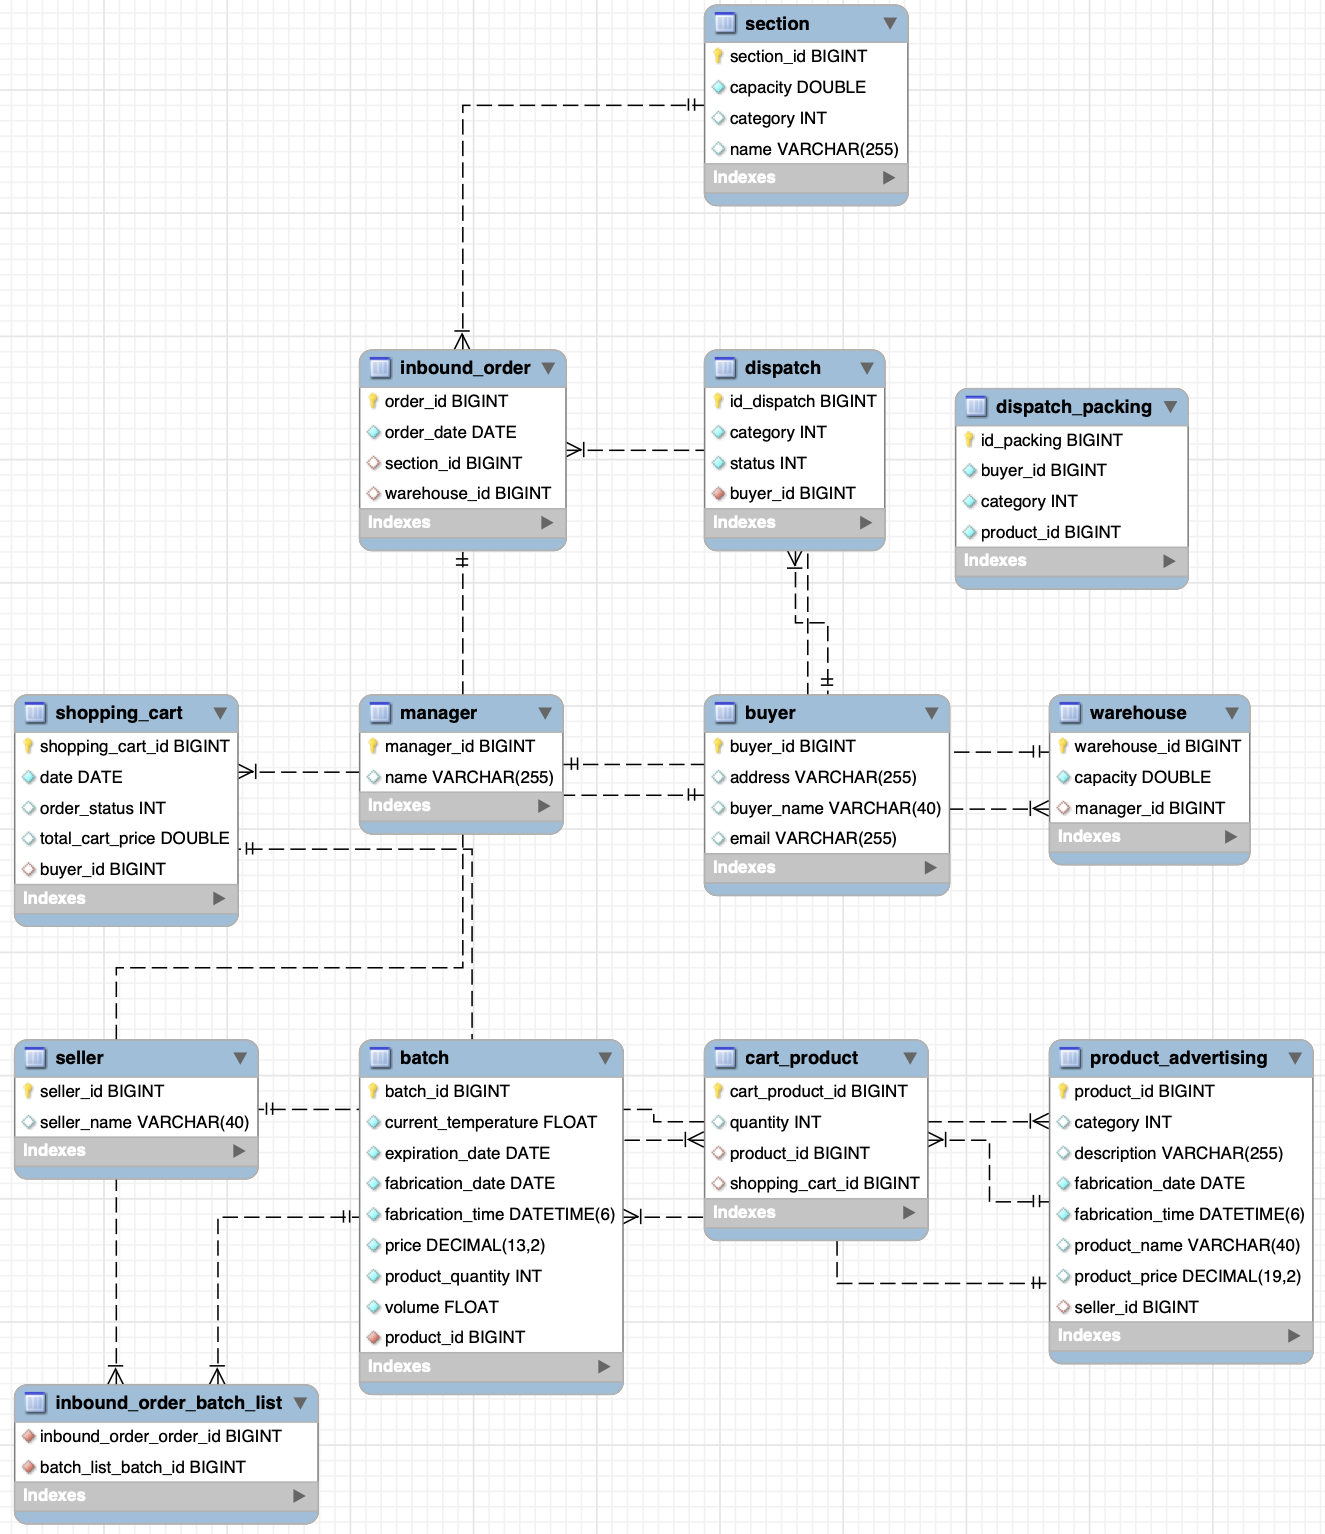 section
section_id BIGINT
capacity DOUBLE
category INT
name VARCHAR(255)
Indexes
inbound_order
order_id BIGINT
order_date DATE
section_id BIGINT
warehouse_id BIGINT
Indexes
dispatch
id_dispatch BIGINT
category INT
status INT
buyer_id BIGINT
Indexes
dispatch_packing
id_packing BIGINT
buyer_id BIGINT
category INT
product_id BIGINT
Indexes
shopping_cart
shopping_cart_id BIGINT
date DATE
order_status INT
total_cart_price DOUBLE
buyer_id BIGINT
Indexes
manager
manager_id BIGINT
name VARCHAR(255)
Indexes
buyer
buyer_id BIGINT
address VARCHAR(255)
buyer_name VARCHAR(40)
email VARCHAR(255)
Indexes
warehouse
warehouse_id BIGINT
capacity DOUBLE
manager_id BIGINT
Indexes
seller
seller_id BIGINT
seller_name VARCHAR(40)
Indexes
batch
batch_id BIGINT
current_temperature FLOAT
expiration_date DATE
fabrication_date DATE
fabrication_time DATETIME(6)
price DECIMAL(13,2)
product_quantity INT
volume FLOAT
product_id BIGINT
Indexes
cart_product
cart_product_id BIGINT
quantity INT
product_id BIGINT
shopping_cart_id BIGINT
Indexes
product_advertising
product_id BIGINT
category INT
description VARCHAR(255)
fabrication_date DATE
fabrication_time DATETIME(6)
product_name VARCHAR(40)
product_price DECIMAL(19,2)
seller_id BIGINT
Indexes
inbound_order_batch_list
inbound_order_order_id BIGINT
batch_list_batch_id BIGINT
Indexes